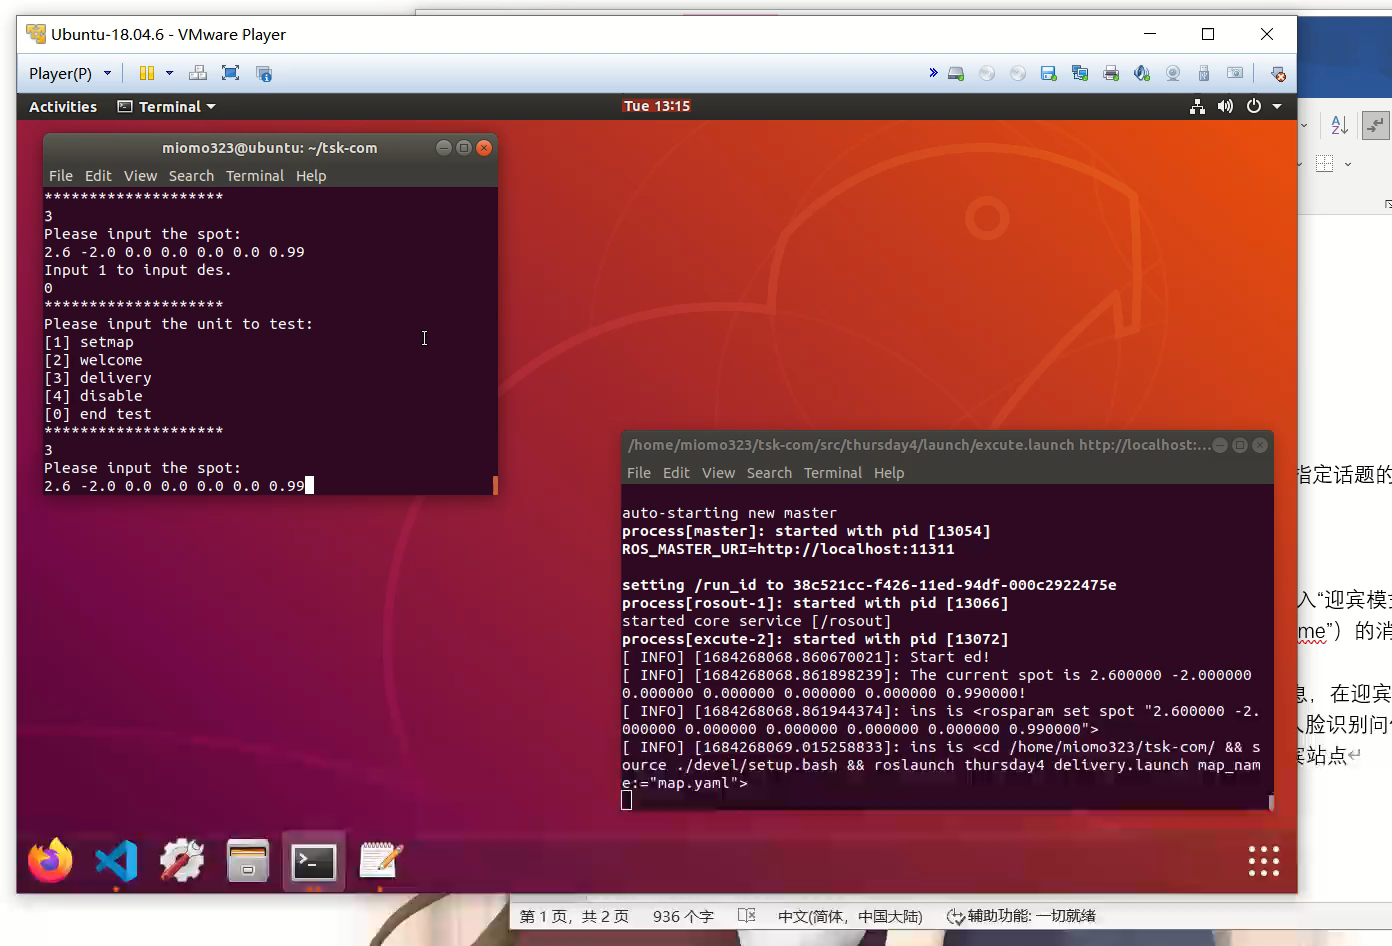 Ubuntu-18.04.6 - VMware Player
Player(P)
Activities
Terminal
Tue 13:15
miomo323@ubuntu: ~/tsk-com
File Edit View Search Terminal Help
********************
3
Please input the spot:
2.6 -2.0 0.0 0.0 0.0 0.0 0.99
Input 1 to input des.
0
********************
Please input the unit to test:
[1] setmap
[2] welcome
[3] delivery
[4] disable
[0] end test
********************
3
Please input the spot:
2.6 -2.0 0.0 0.0 0.0 0.0 0.99
/home/miomo323/tsk-com/src/thursday4/launch/excute.launch http://localhost:...
File Edit View Search Terminal Help
auto-starting new master
process[master]: started with pid [13054]
ROS_MASTER_URI=http://localhost:11311
setting /run_id to 38c521cc-f426-11ed-94df-000c2922475e
process[rosout-1]: started with pid [13066]
started core service [/rosout]
process[excute-2]: started with pid [13072]
[ INFO] [1684268068.860670021]: Start ed!
[ INFO] [1684268068.861898239]: The current spot is 2.600000 -2.000000
0.000000 0.000000 0.000000 0.000000 0.990000!
[ INFO] [1684268068.861944374]: ins is <rosparam set spot "2.600000 -2.
000000 0.000000 0.000000 0.000000 0.000000 0.990000">
[ INFO] [1684268069.015258833]: ins is <cd /home/miomo323/tsk-com/ && s
ource ./devel/setup.bash && roslaunch thursday4 delivery.launch map_nam
e:="map.yaml">
指定话题的
入“迎宾模
me”）的消
息，在迎宾
人脸识别问
宾站点
第 1 页，共 2 页 936 个字 中文(简体，中国大陆) 辅助功能: 一切就绪